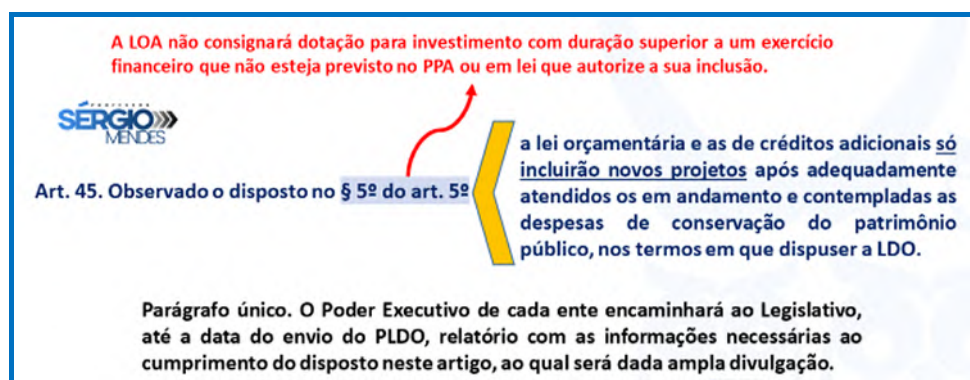 A LOA não consignará dotação para investimento com duração superior a um exercício
financeiro que não esteja previsto no PPA ou em lei que autorize a sua inclusão.
PROFESSOR
SÉRGIO
MENDES
a lei orçamentária e as de créditos adicionais só
incluirão novos projetos após adequadamente
Art. 45. Observado o disposto no § 5º do art. 5º
atendidos os em andamento e contempladas as
despesas de conservação do patrimônio
público, nos termos em que dispuser a LDO.
Parágrafo único. O Poder Executivo de cada ente encaminhará ao Legislativo,
até a data do envio do PLDO, relatório com as informações necessárias ao
cumprimento do disposto neste artigo, ao qual será dada ampla divulgação.